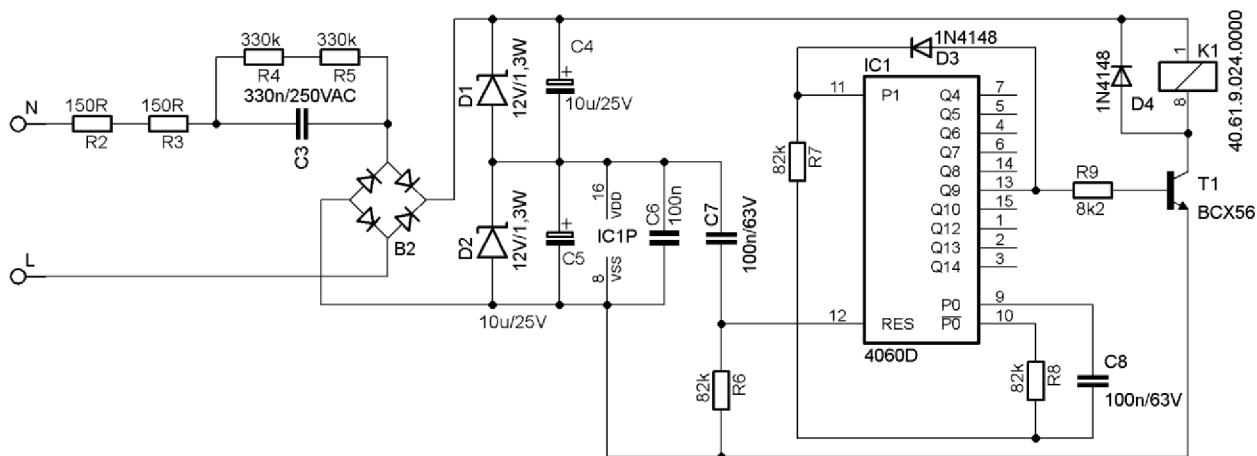 330k
330k
R4
R5
330n/250VAC
N
150R
150R
R2
R3
C3
L
B2
D1
12V/1,3W
C4
+
10u/25V
D2
12V/1,3W
+
C5
10u/25V
16
VDD
IC1P
8
VSS
C6
100n
C7
100n/63V
82k
R6
82k
R7
1N4148
D3
IC1
11
P1
12
RES
4060D
Q4
7
Q5
5
Q6
4
Q7
6
Q8
14
Q9
13
Q10
15
Q12
1
Q13
2
Q14
3
P0
9
P0
10
82k
R8
C8
100n/63V
R9
8k2
1N4148
D4
1
K1
8
40.61.9.024.0000
T1
BCX56